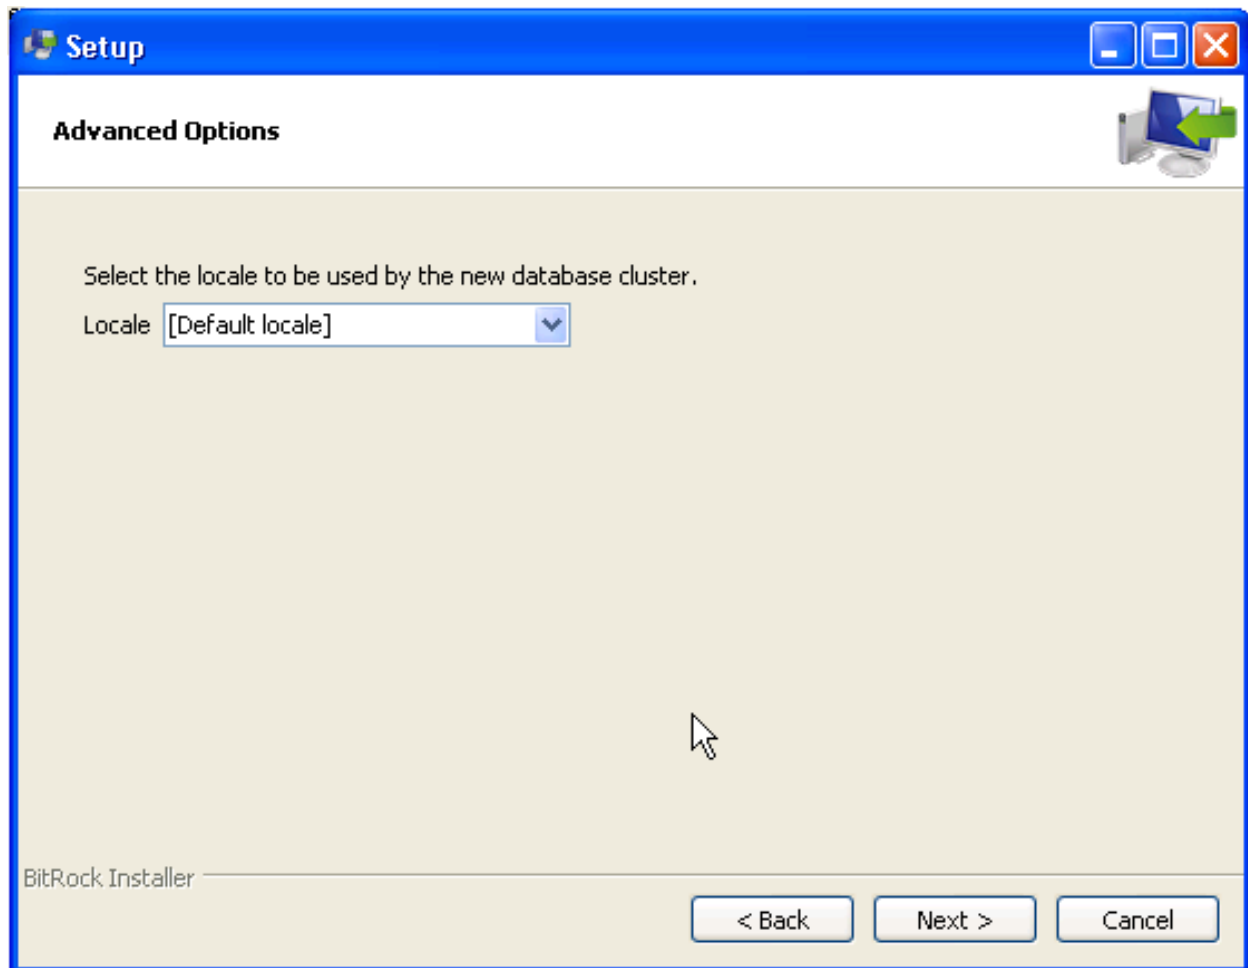 Setup
Advanced Options
Select the locale to be used by the new database cluster.
Locale [Default locale]
BitRock Installer
< Back Next > Cancel